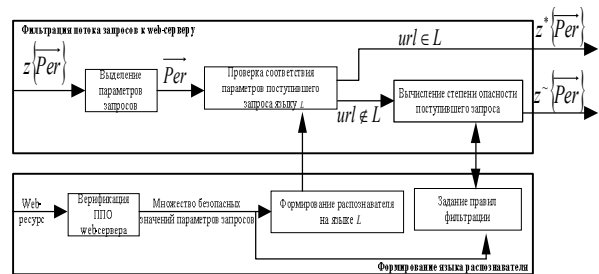 Фильтрация потока запросов к web-серверу
z{Per}
Выделение
параметров
запросов
Per
Проверка соответствия
параметров поступившего
запроса языку L
url ∈ L
url ∉ L
Вычисление степени опасности
поступившего запроса
z*{Per}
z~{Per}
Web-
ресурс
Верификация
ППО
web-сервера
Множество безопасных
значений параметров запросов
Формирование распознавателя
на языке L
Задание правил
фильтрации
Формирование языка распознавателя